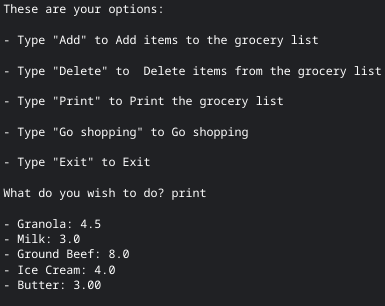 These are your options:
- Type "Add" to Add items to the grocery list
- Type "Delete" to  Delete items from the grocery list
- Type "Print" to Print the grocery list
- Type "Go shopping" to Go shopping
- Type "Exit" to Exit
What do you wish to do? print
- Granola: 4.5
- Milk: 3.0
- Ground Beef: 8.0
- Ice Cream: 4.0
- Butter: 3.00